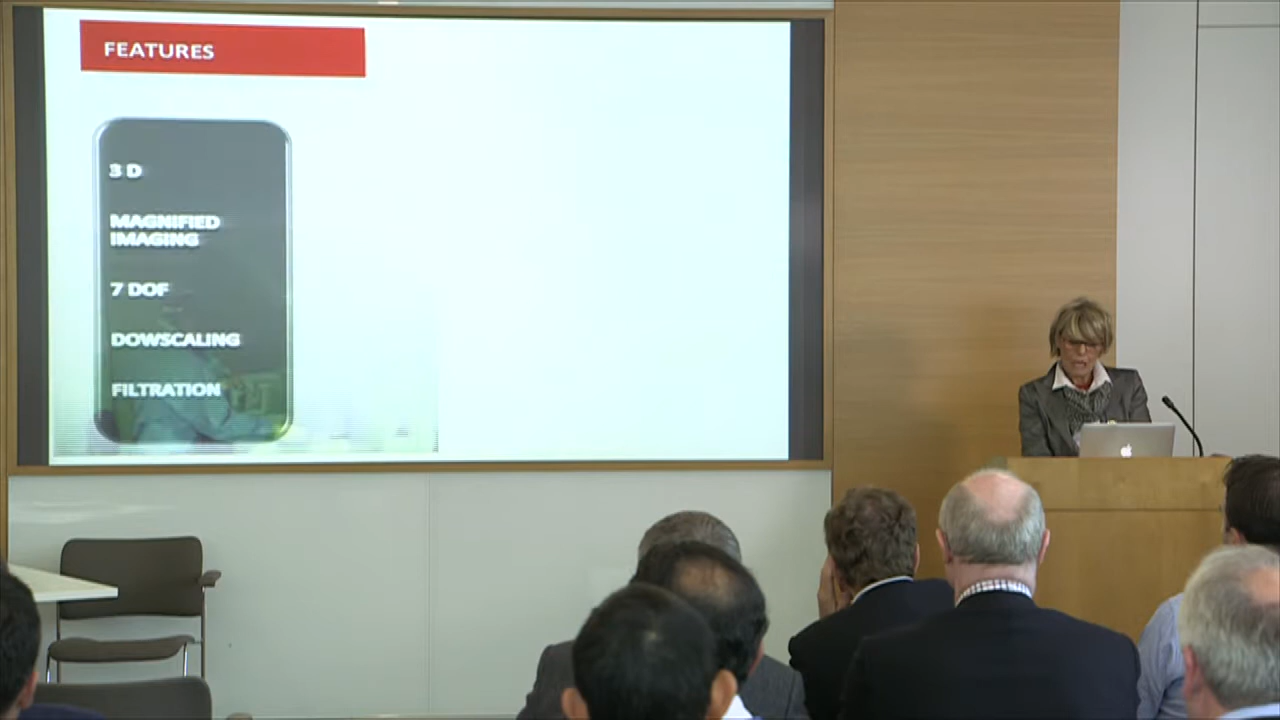 FEATURES
3 D
MAGNIFIED
IMAGING
7 DOF
DOWSCALING
FILTRATION